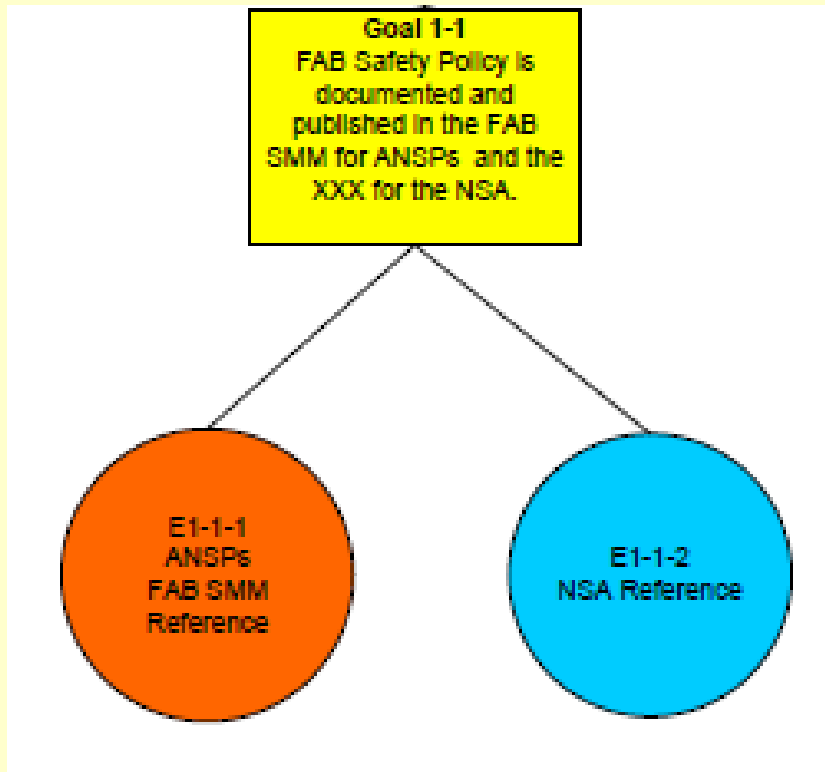 Goal 1-1
FAB Safety Policy is
documented and
published in the FAB
SMM for ANSPs and the
XXX for the NSA.
E1-1-1
ANSPs
FAB SMM
Reference
E1-1-2
NSA Reference